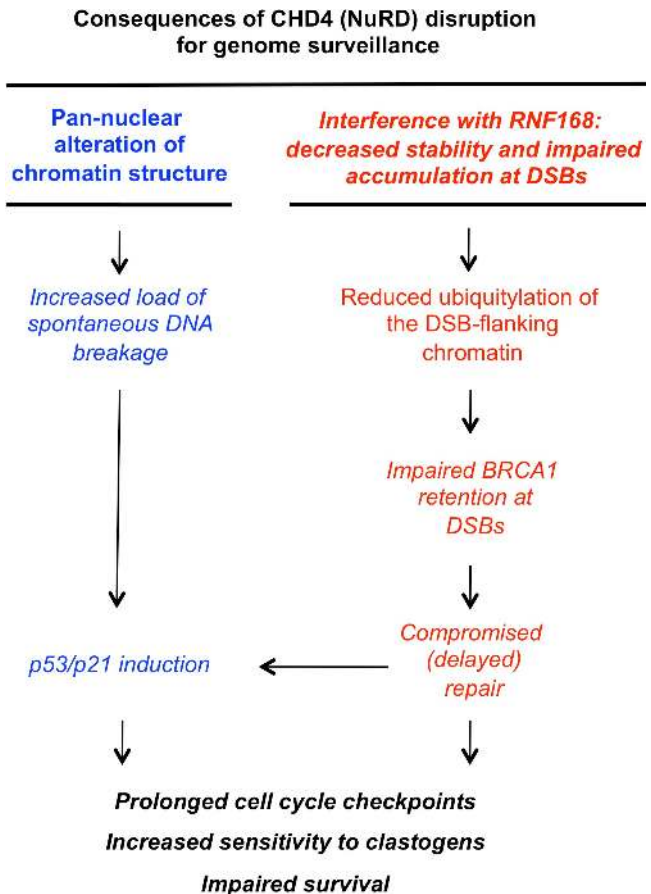 Consequences of CHD4 (NuRD) disruption
for genome surveillance
Pan-nuclear
alteration of
chromatin structure
Interference with RNF168:
decreased stability and impaired
accumulation at DSBs
Increased load of
spontaneous DNA
breakage
Reduced ubiquitylation of
the DSB-flanking
chromatin
Impaired BRCA1
retention at
DSBs
p53/p21 induction
Compromised
(delayed)
repair
Prolonged cell cycle checkpoints
Increased sensitivity to clastogens
Impaired survival